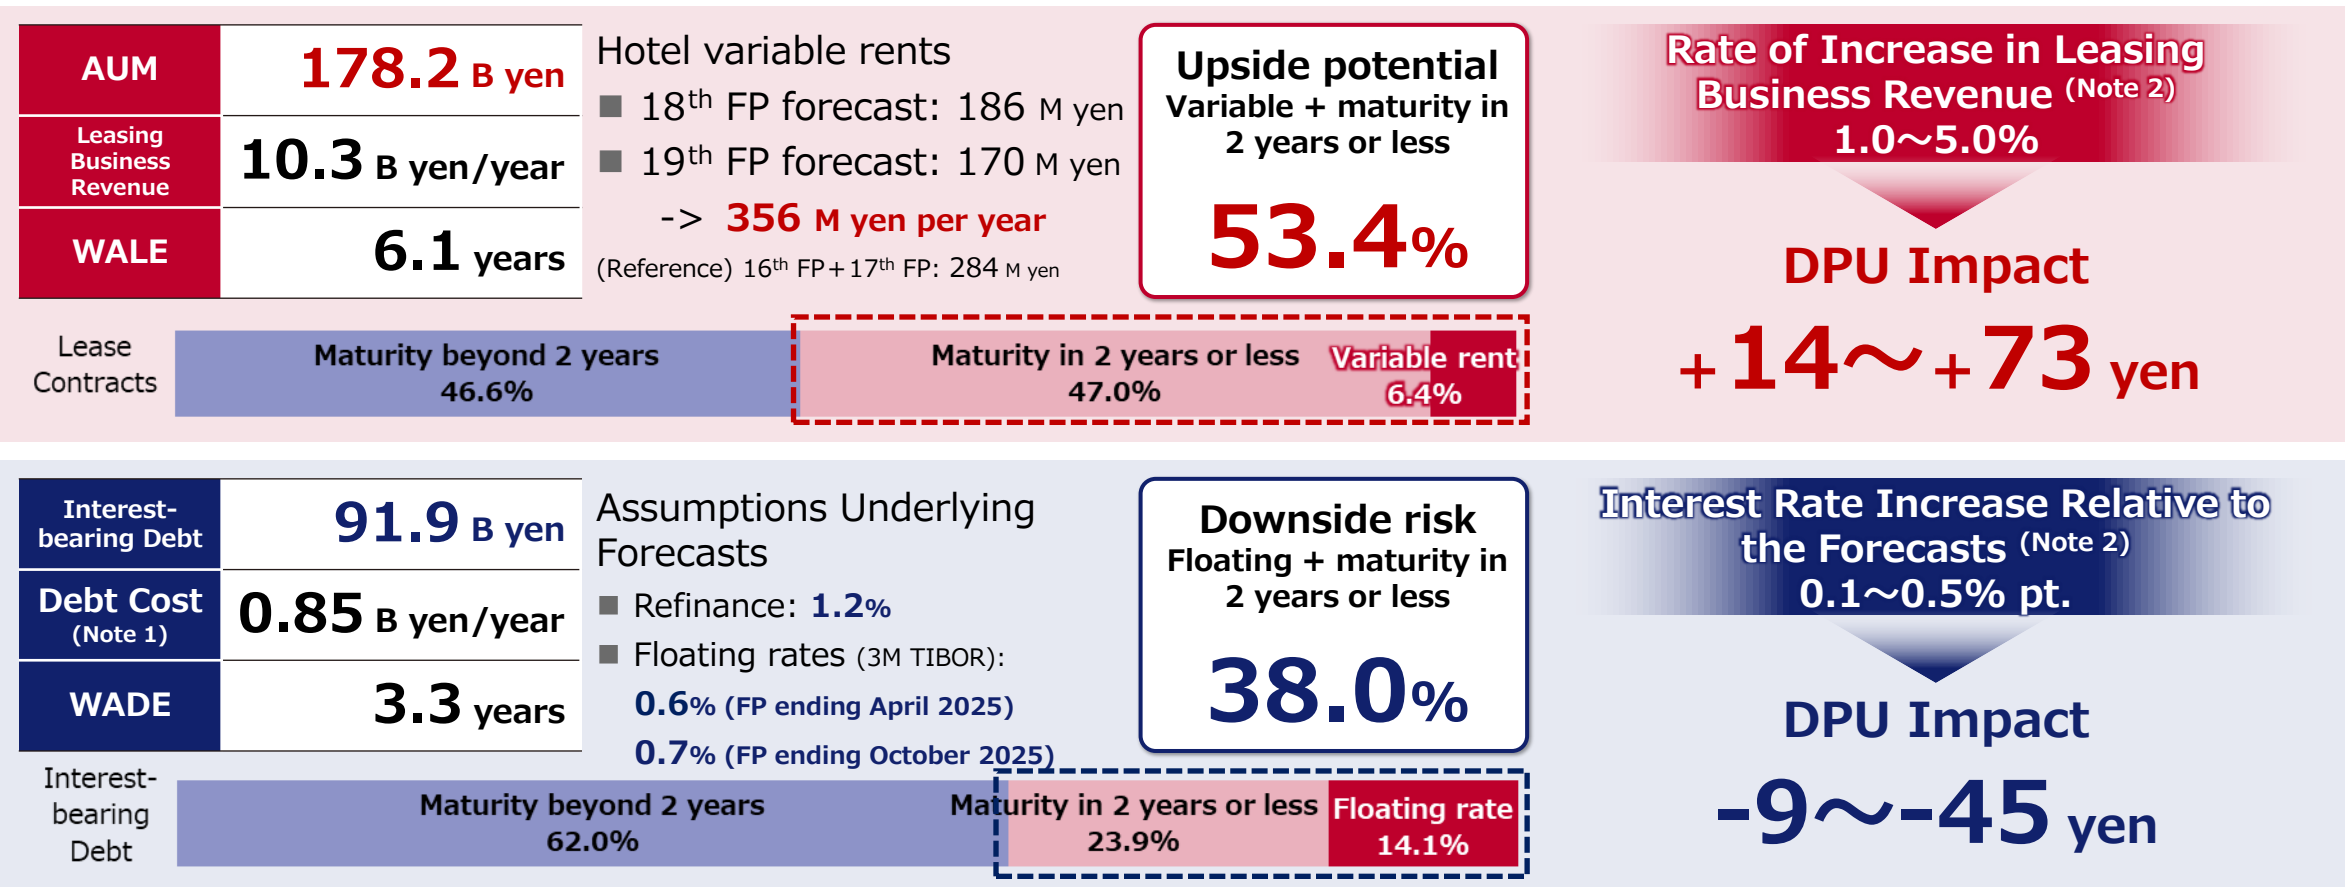 AUM
178.2 B yen
Leasing
Business
Revenue
10.3 B yen/year
WALE
6.1 years
Hotel variable rents
■ 18th FP forecast: 186 M yen
■ 19th FP forecast: 170 M yen
-> 356 M yen per year
(Reference) 16th FP+17th FP: 284 M yen
Upside potential
Variable + maturity in
2 years or less
53.4%
Rate of Increase in Leasing
Business Revenue (Note 2)
1.0～5.0%
DPU Impact
+14～+73 yen
Lease
Contracts
Maturity beyond 2 years
46.6%
Maturity in 2 years or less
47.0%
Variable rent
6.4%
Interest-
bearing Debt
91.9 B yen
Debt Cost
(Note 1)
0.85 B yen/year
WADE
3.3 years
Assumptions Underlying
Forecasts
■ Refinance: 1.2%
■ Floating rates (3M TIBOR):
0.6% (FP ending April 2025)
0.7% (FP ending October 2025)
Downside risk
Floating + maturity in
2 years or less
38.0%
Interest Rate Increase Relative to
the Forecasts (Note 2)
0.1～0.5% pt.
DPU Impact
-9～-45 yen
Interest-
bearing
Debt
Maturity beyond 2 years
62.0%
Maturity in 2 years or less
23.9%
Floating rate
14.1%